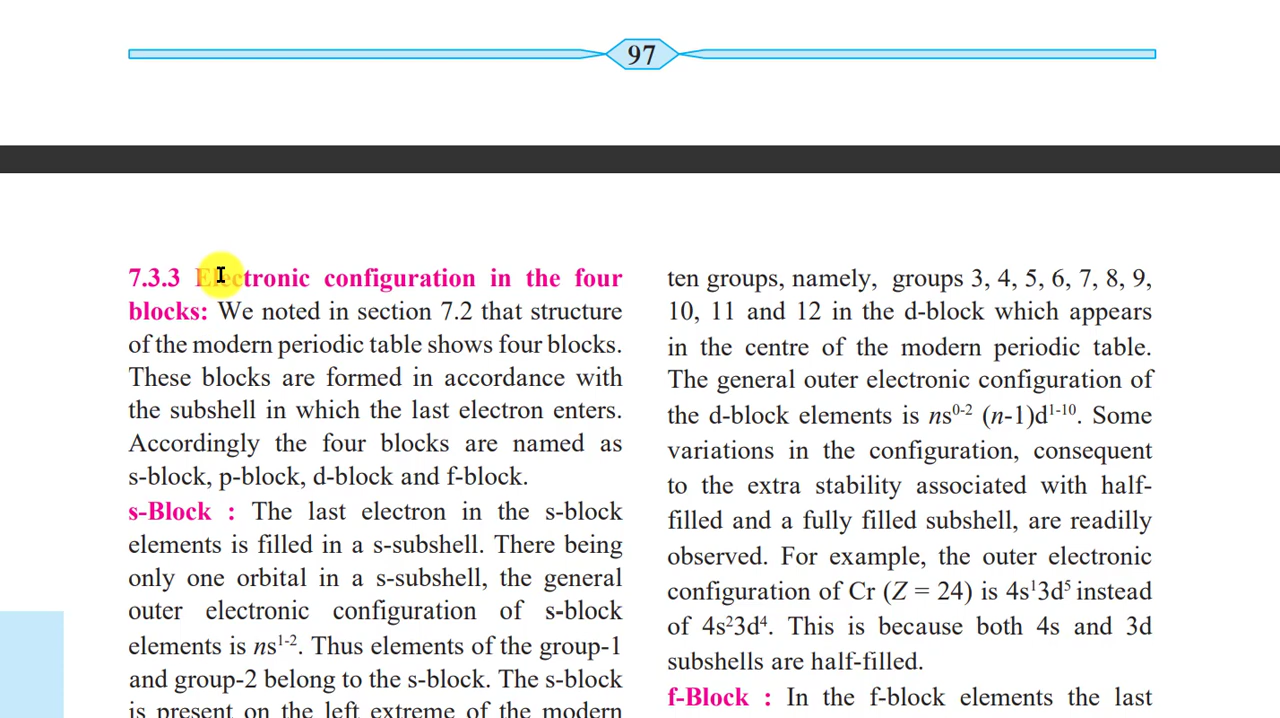 97
7.3.3 Electronic configuration in the four
blocks: We noted in section 7.2 that structure
of the modern periodic table shows four blocks.
These blocks are formed in accordance with
the subshell in which the last electron enters.
Accordingly the four blocks are named as
s-block, p-block, d-block and f-block.
s-Block : The last electron in the s-block
elements is filled in a s-subshell. There being
only one orbital in a s-subshell, the general
outer electronic configuration of s-block
elements is ns¹⁻². Thus elements of the group-1
and group-2 belong to the s-block. The s-block
is present on the left extreme of the modern
ten groups, namely, groups 3, 4, 5, 6, 7, 8, 9,
10, 11 and 12 in the d-block which appears
in the centre of the modern periodic table.
The general outer electronic configuration of
the d-block elements is ns⁰⁻² (n-1)d¹⁻¹⁰. Some
variations in the configuration, consequent
to the extra stability associated with half-
filled and a fully filled subshell, are readilly
observed. For example, the outer electronic
configuration of Cr (Z = 24) is 4s¹3d⁵ instead
of 4s²3d⁴. This is because both 4s and 3d
subshells are half-filled.
f-Block : In the f-block elements the last